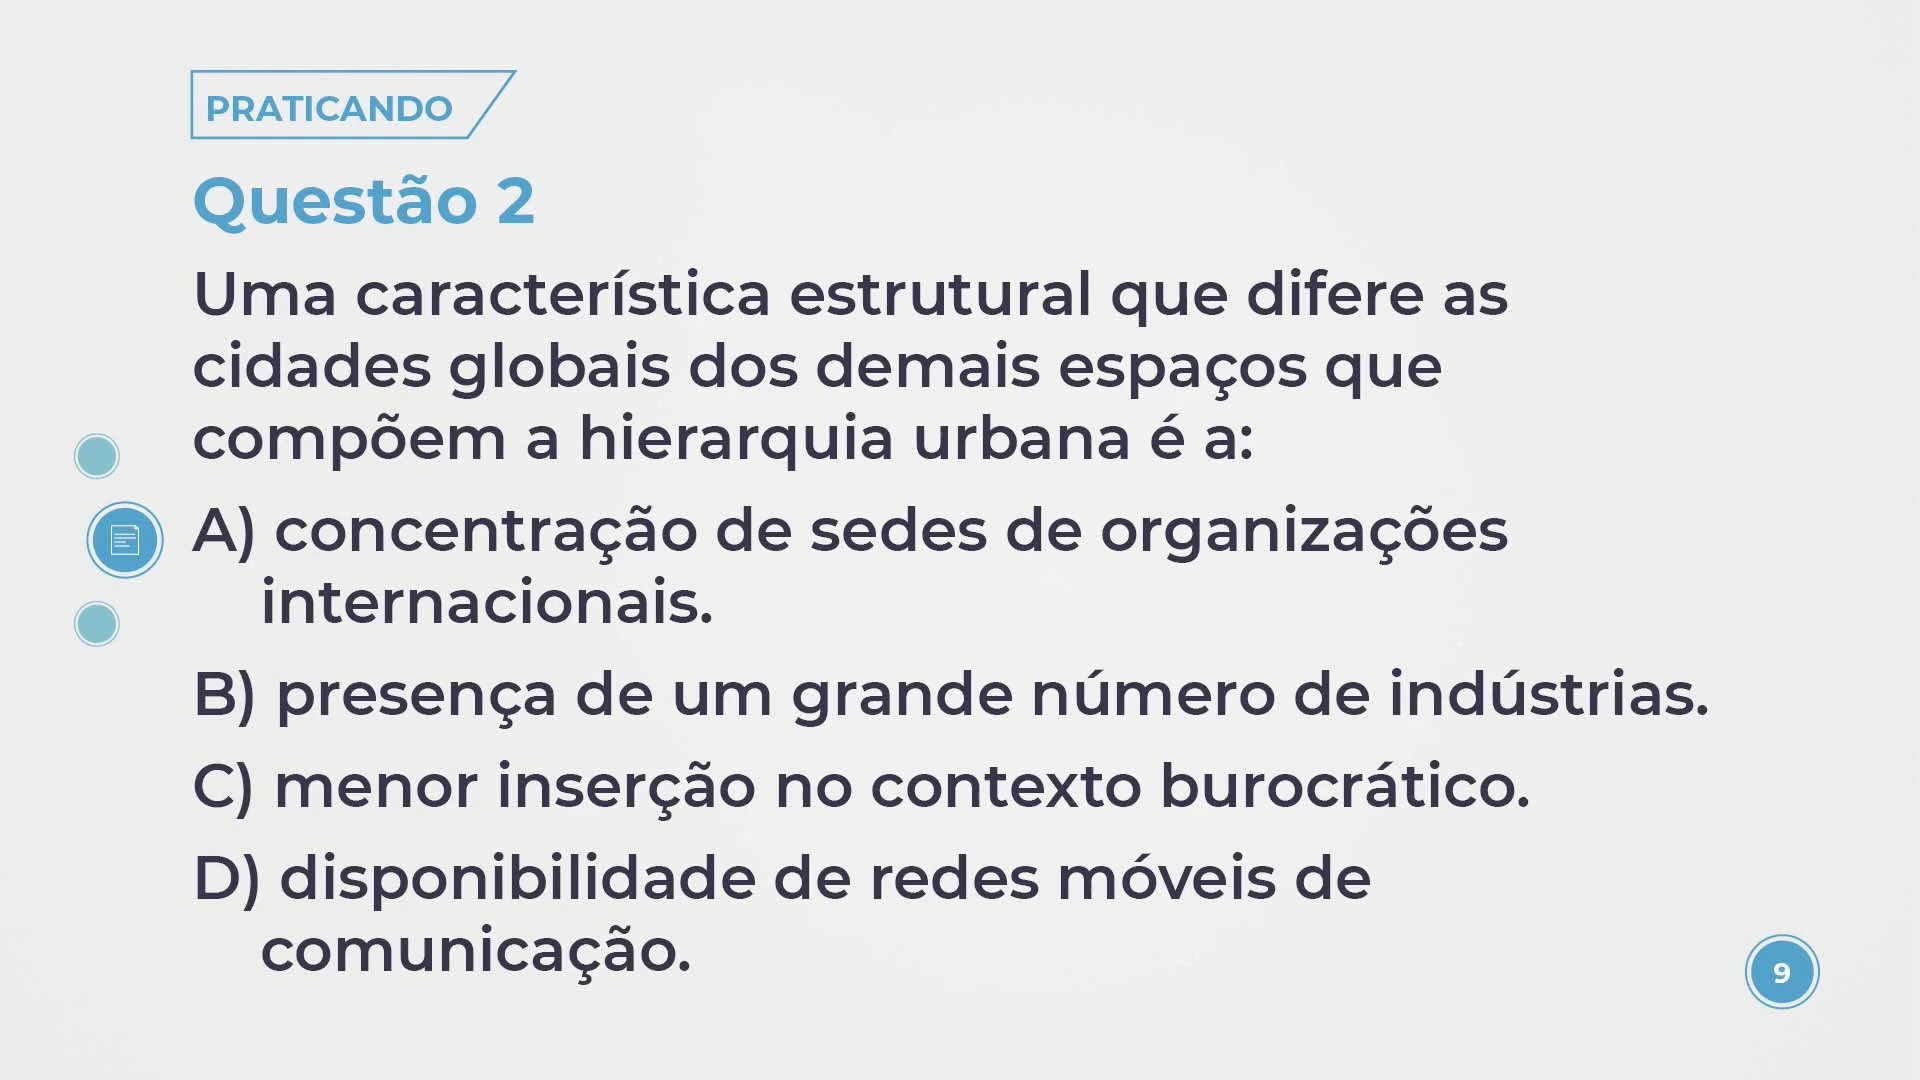 PRATICANDO
Questão 2
Uma característica estrutural que difere as
cidades globais dos demais espaços que
compõem a hierarquia urbana é a:
A) concentração de sedes de organizações
internacionais.
B) presença de um grande número de indústrias.
C) menor inserção no contexto burocrático.
D) disponibilidade de redes móveis de
comunicação.
9